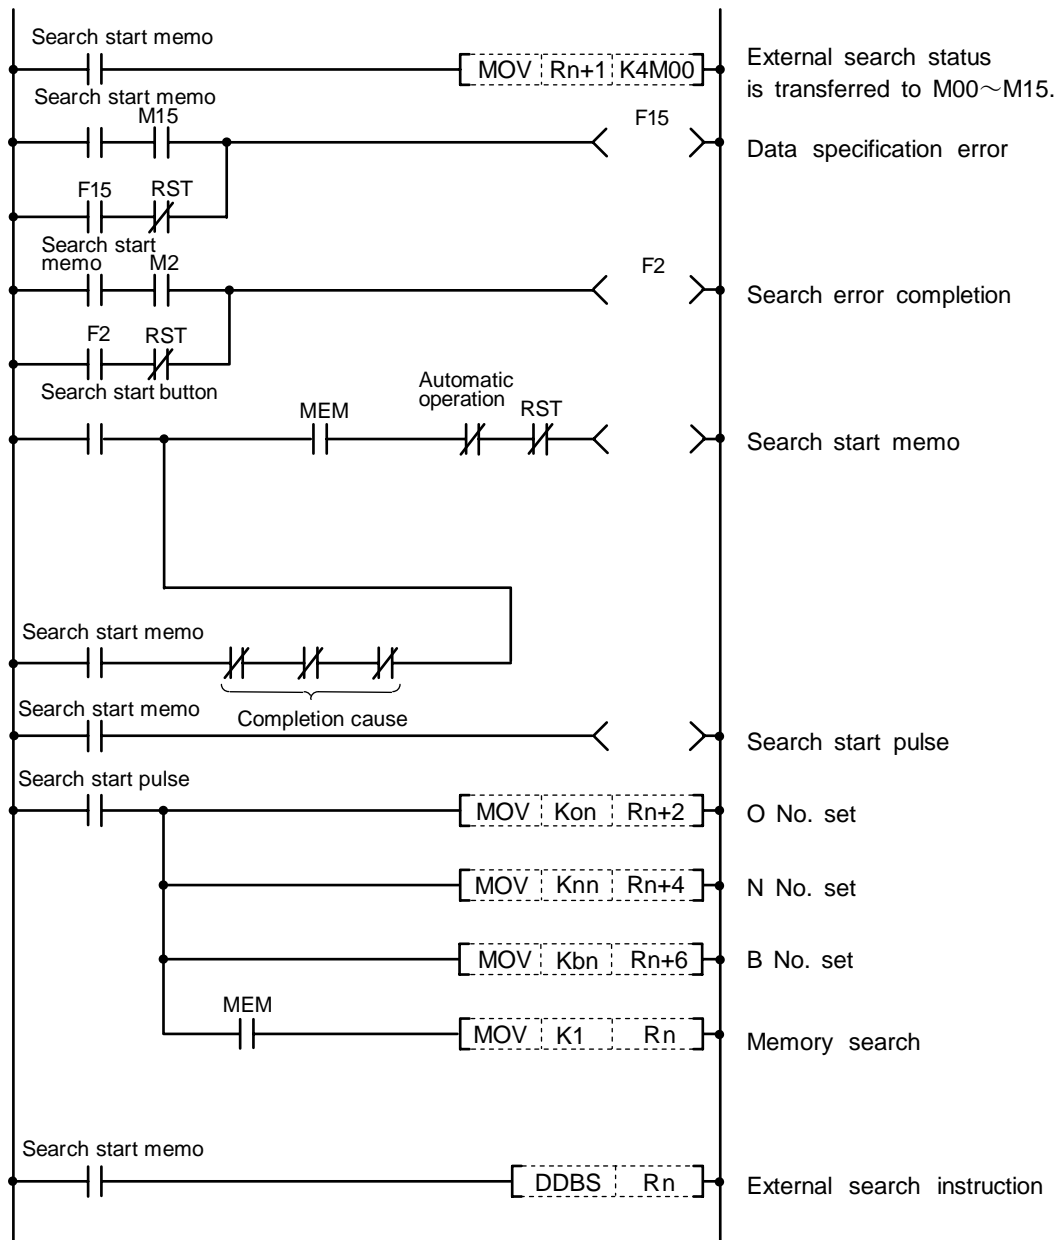 Search start memo
MOV Rn+1 K4M00
External search status
is transferred to M00～M15.
Search start memo
M15
F15
Data specification error
F15
RST
Search start
memo
M2
F2
Search error completion
F2
RST
Search start button
MEM
Automatic
operation
RST
Search start memo
Search start memo
Completion cause
Search start memo
Search start pulse
Search start pulse
MOV Kon Rn+2
O No. set
MOV Knn Rn+4
N No. set
MOV Kbn Rn+6
B No. set
MEM
MOV K1 Rn
Memory search
Search start memo
DDBS Rn
External search instruction